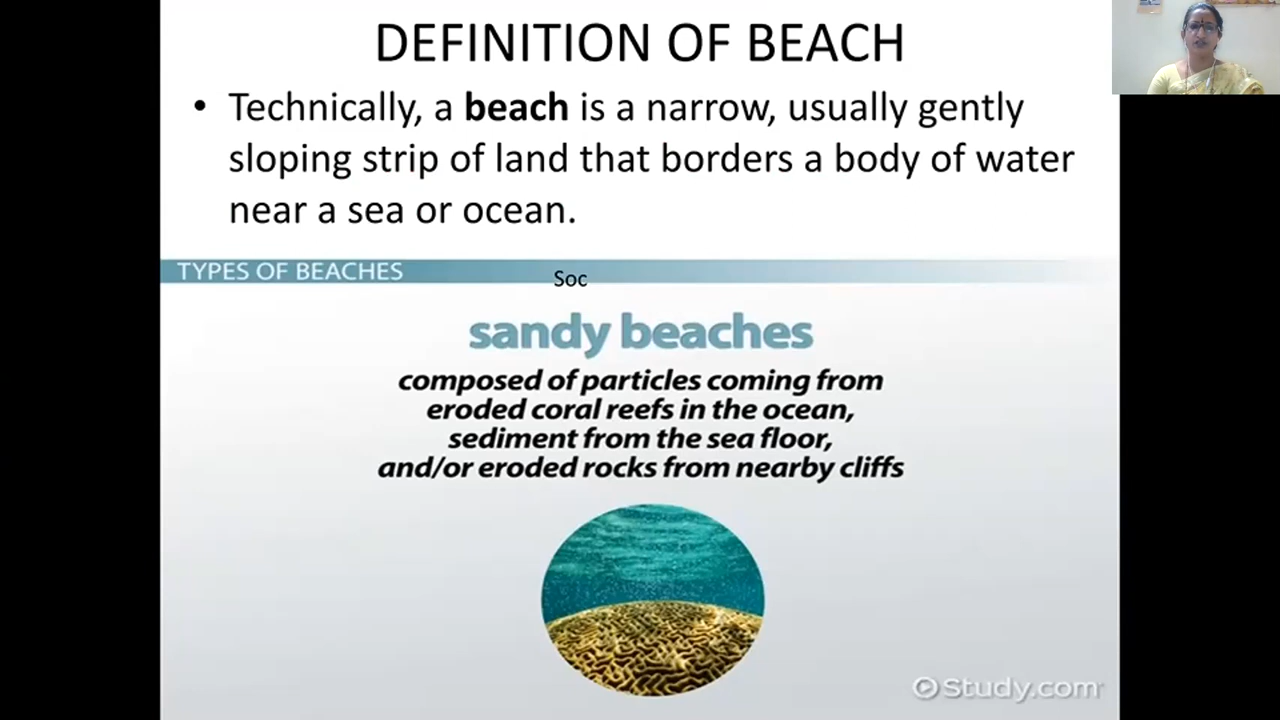 DEFINITION OF BEACH
• Technically, a beach is a narrow, usually gently
sloping strip of land that borders a body of water
near a sea or ocean.
TYPES OF BEACHES
Soc
sandy beaches
composed of particles coming from
eroded coral reefs in the ocean,
sediment from the sea floor,
and/or eroded rocks from nearby cliffs
Study.com